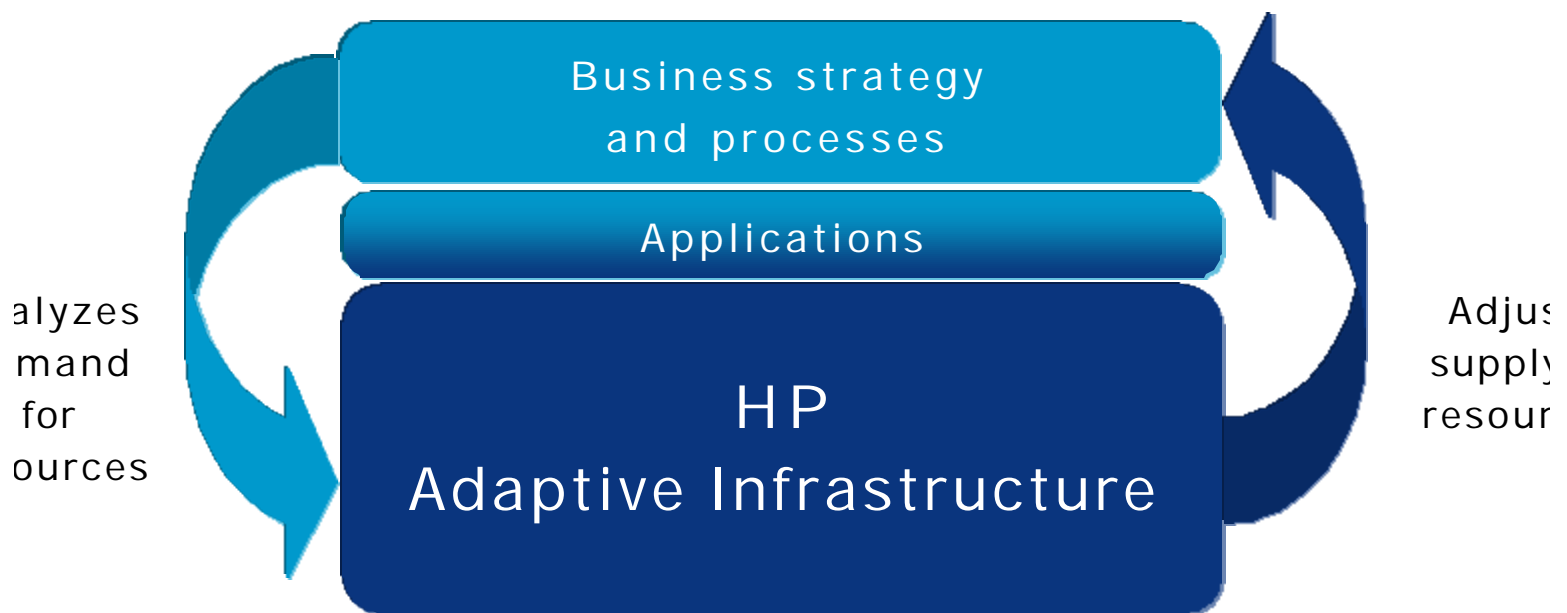 Business strategy
and processes
Applications
alyzes
mand
for
ources
Adjus
supply
resour
HP
Adaptive Infrastructure